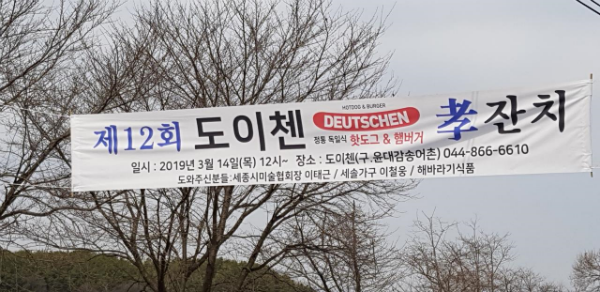 제12회 도이첸 HOTDOG & BURGER DEUTSCHEN 정통 독일식 핫도그 & 햄버거 孝잔치
일시 : 2019년 3월 14일(목) 12시~ 장소 : 도이첸(구.윤대감송어촌) 044-866-6610
도와주신분들:세종시미술협회장 이태근 / 세솔가구 이철웅 / 해바라기식품